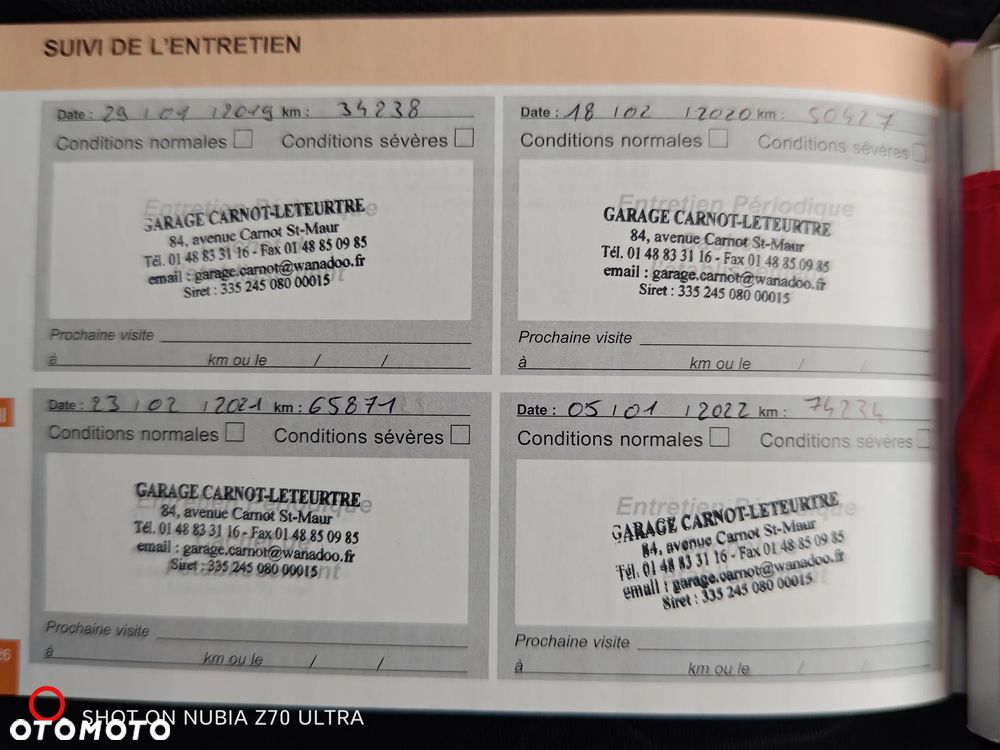 SUIVI DE L'ENTRETIEN
Date : 29 / 01 / 2019 km : 34238
Conditions normales Conditions sévères
Entretien Périodique
GARAGE CARNOT-LETEURTRE
84, avenue Carnot St-Maur
Tél. 01 48 83 31 16 - Fax 01 48 85 09 85
email : garage.carnot@wanadoo.fr
Siret : 335 245 080 00015
Prochaine visite
à km ou le / /
Date : 18 / 02 / 2020 km : 50427
Conditions normales Conditions sévères
Entretien Périodique
GARAGE CARNOT-LETEURTRE
84, avenue Carnot St-Maur
Tél. 01 48 83 31 16 - Fax 01 48 85 09 85
email : garage.carnot@wanadoo.fr
Siret : 335 245 080 00015
Prochaine visite
à km ou le / /
Date : 23 / 02 / 2021 km : 65871
Conditions normales Conditions sévères
Entretien Périodique
GARAGE CARNOT-LETEURTRE
84, avenue Carnot St-Maur
Tél. 01 48 83 31 16 - Fax 01 48 85 09 85
email : garage.carnot@wanadoo.fr
Siret : 335 245 080 00015
Prochaine visite
à km ou le / /
Date : 05 / 01 / 2022 km : 74234
Conditions normales Conditions sévères
Entretien Périodique
GARAGE CARNOT-LETEURTRE
84, avenue Carnot St-Maur
Tél. 01 48 83 31 16 - Fax 01 48 85 09 85
email : garage.carnot@wanadoo.fr
Siret : 335 245 080 00015
Prochaine visite
à km ou le / /
26
SHOT ON NUBIA Z70 ULTRA
OTOMOTO